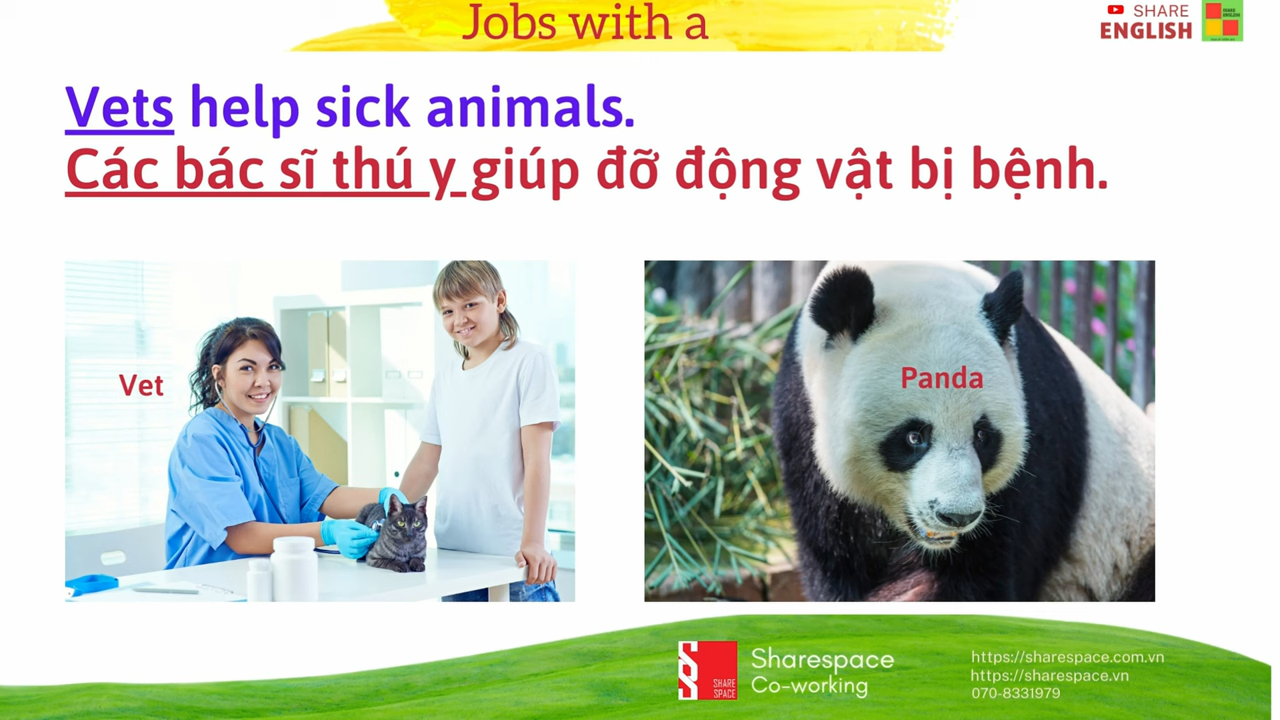 Jobs with a
SHARE
ENGLISH
Vets help sick animals.
Các bác sĩ thú y giúp đỡ động vật bị bệnh.
Vet
Panda
SHARE
SPACE
Sharespace
Co-working
https://sharespace.com.vn
https://sharespace.vn
070-8331979